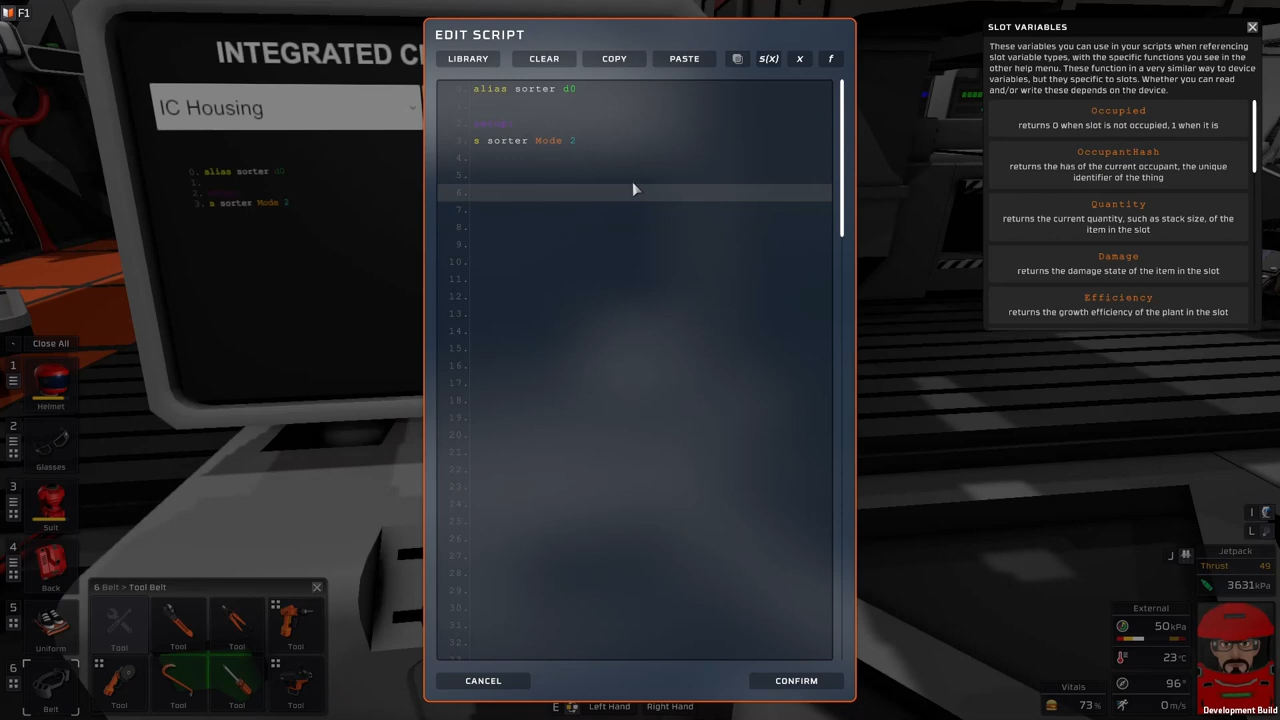 F1
INTEGRATED CI
IC Housing
0. alias sorter d0
1.
2.
3. s sorter Mode 2
EDIT SCRIPT
LIBRARY
CLEAR
COPY
PASTE
s(x)
x
f
alias sorter d0
2.
3. s sorter Mode 2
4.
5.
6.
7.
8.
9.
10.
11.
12.
13.
14.
15.
16.
17.
18.
19.
20.
21.
22.
23.
24.
25.
26.
27.
28.
29.
30.
31.
32.
CANCEL
CONFIRM
SLOT VARIABLES
These variables you can use in your scripts when referencing
slot variable types, with the specific functions you see in the
other help menu. These function in a very similar way to device
variables, but they specific to slots. Whether you can read
and/or write these depends on the device.
Occupied
returns 0 when slot is not occupied, 1 when it is
OccupantHash
returns the has of the current occupant, the unique
identifier of the thing
Quantity
returns the current quantity, such as stack size, of the
item in the slot
Damage
returns the damage state of the item in the slot
Efficiency
returns the growth efficiency of the plant in the slot
Close All
1
Helmet
2
Glasses
3
Suit
4
Back
5
Uniform
6
Belt
6 Belt > Tool Belt
Tool
Tool
Tool
Tool
Tool
Tool
Tool
Tool
E
Left Hand
Right Hand
I
L
J
Jetpack
Thrust 49
3631kPa
External
50kPa
23°C
96°
0m/s
Vitals
73 %
Development Build